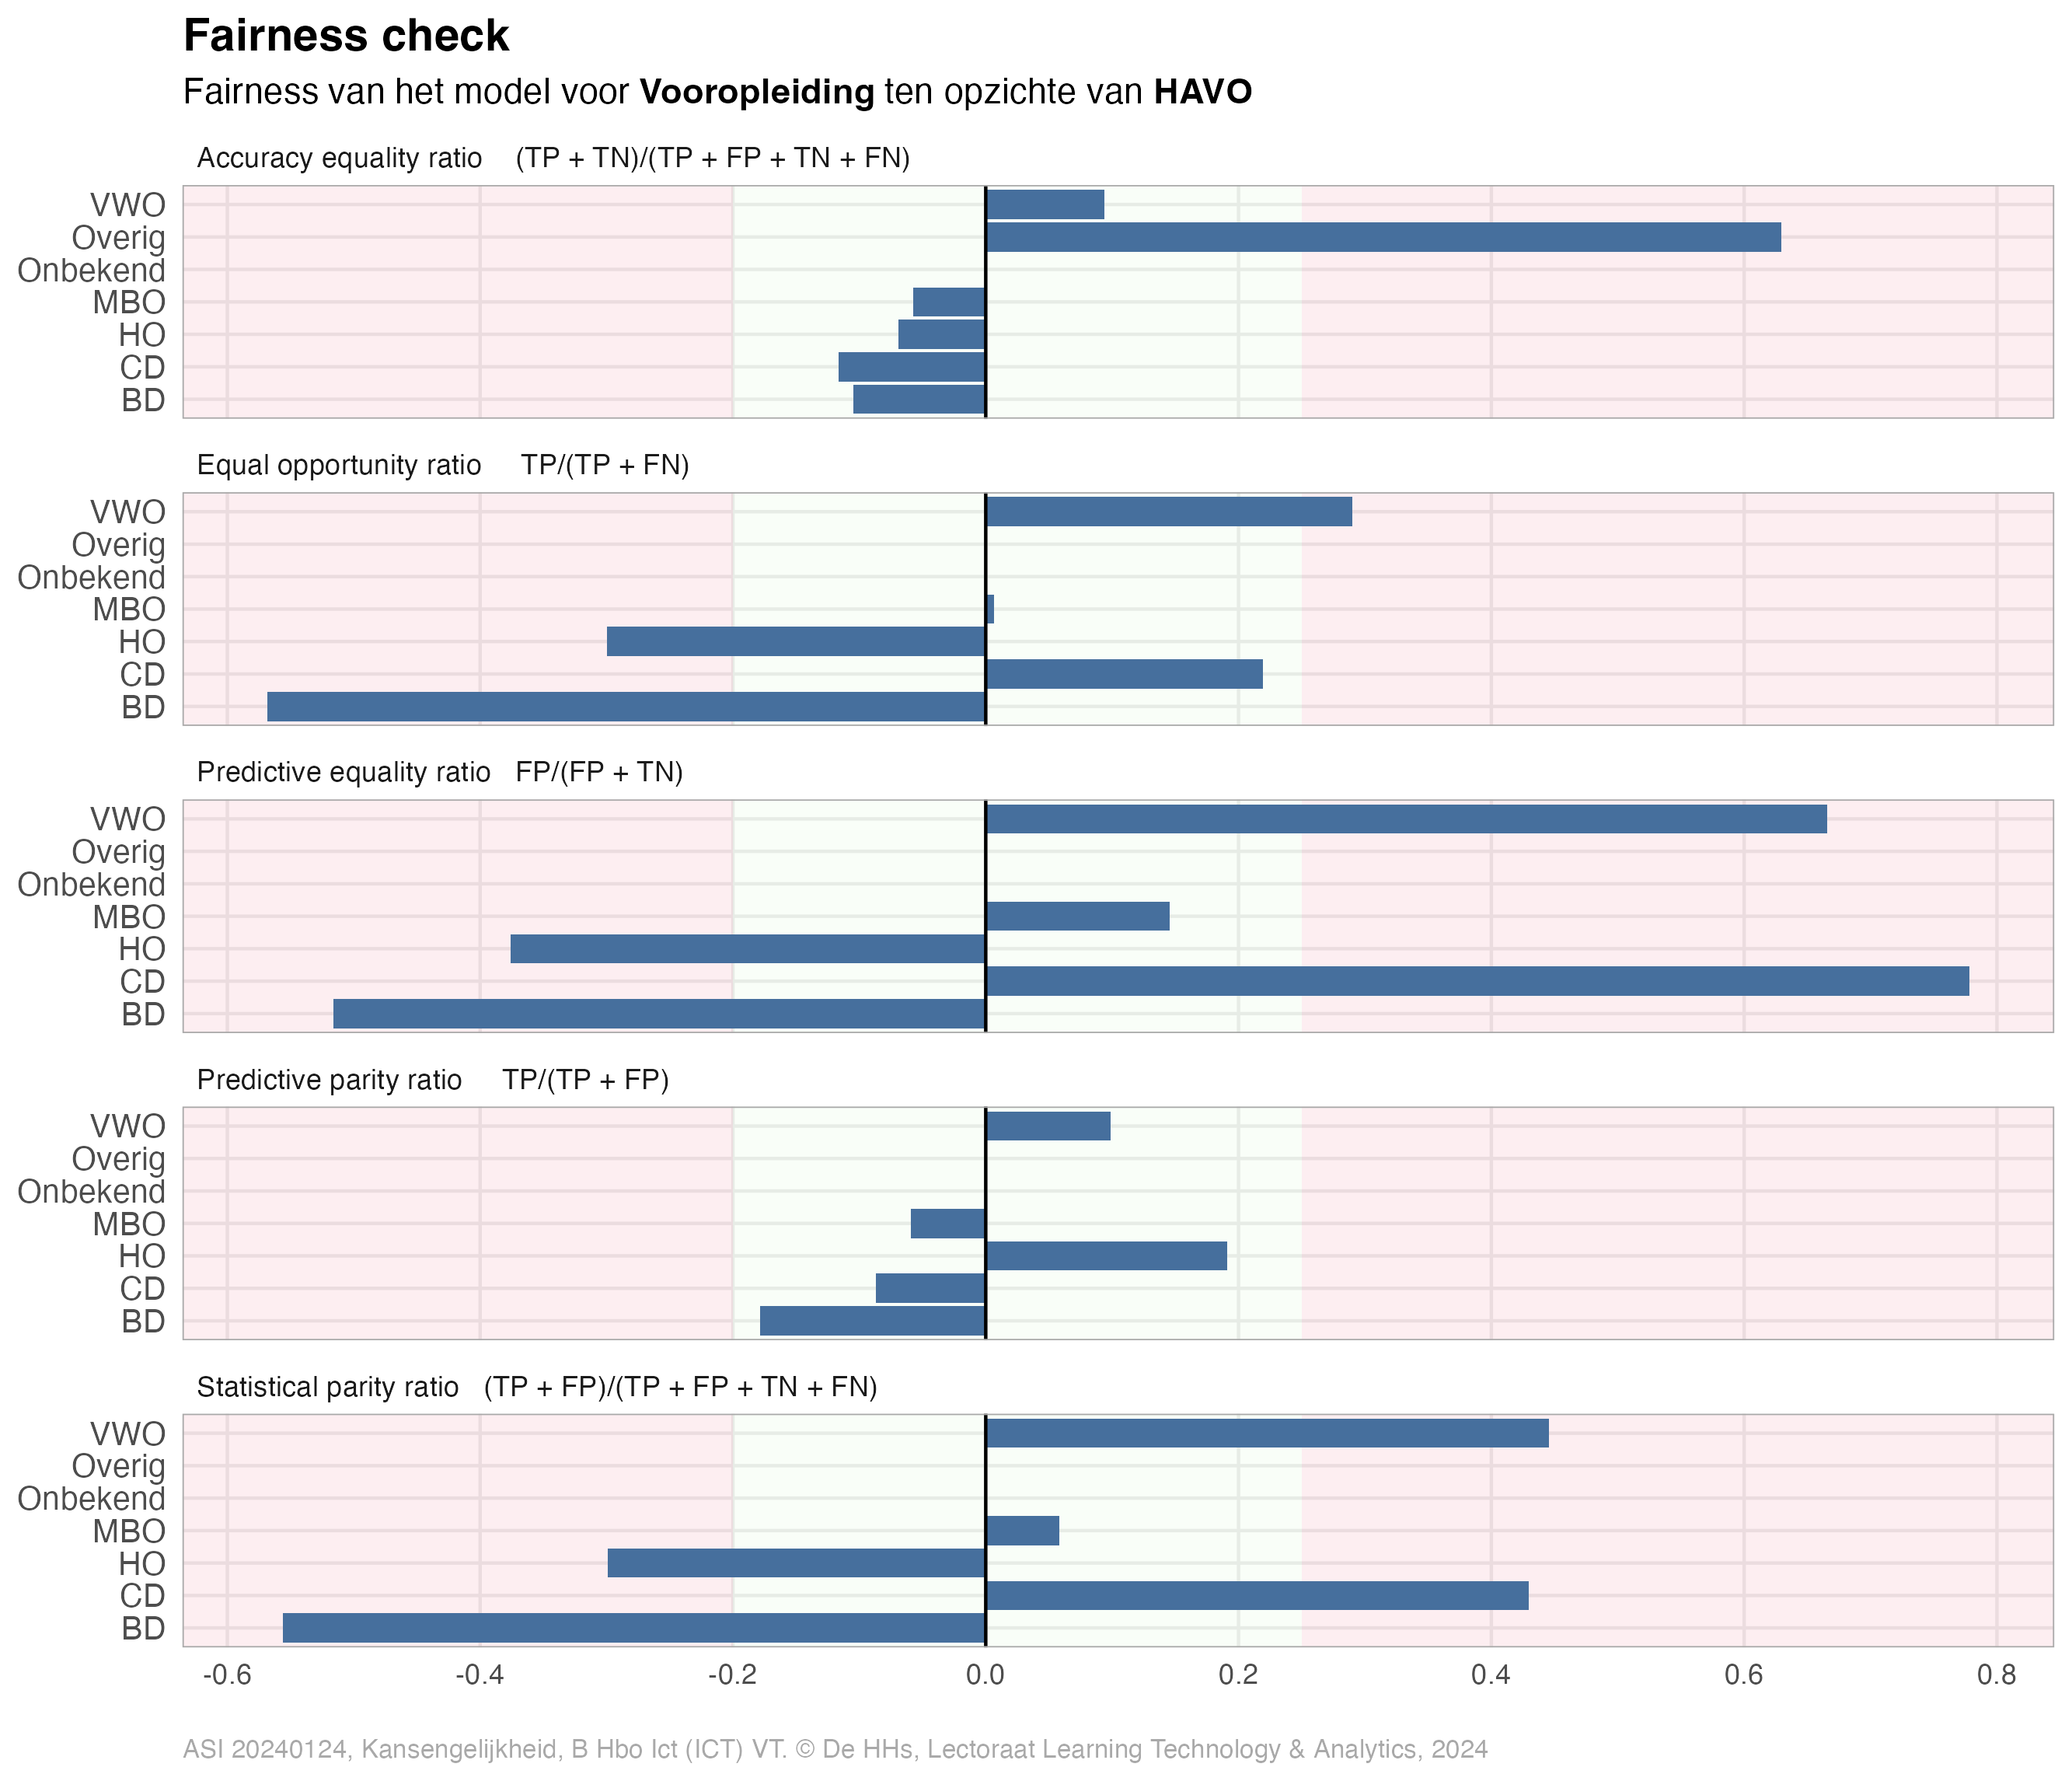 Fairness check
Fairness van het model voor Vooropleiding ten opzichte van HAVO
Accuracy equality ratio (TP + TN)/(TP + FP + TN + FN)
VWO
Overig
Onbekend
MBO
HO
CD
BD
Equal opportunity ratio TP/(TP + FN)
VWO
Overig
Onbekend
MBO
HO
CD
BD
Predictive equality ratio FP/(FP + TN)
VWO
Overig
Onbekend
MBO
HO
CD
BD
Predictive parity ratio TP/(TP + FP)
VWO
Overig
Onbekend
MBO
HO
CD
BD
Statistical parity ratio (TP + FP)/(TP + FP + TN + FN)
VWO
Overig
Onbekend
MBO
HO
CD
BD
-0.6 -0.4 -0.2 0.0 0.2 0.4 0.6 0.8
ASI 20240124, Kansengelijkheid, B Hbo Ict (ICT) VT. © De HHs, Lectoraat Learning Technology & Analytics, 2024